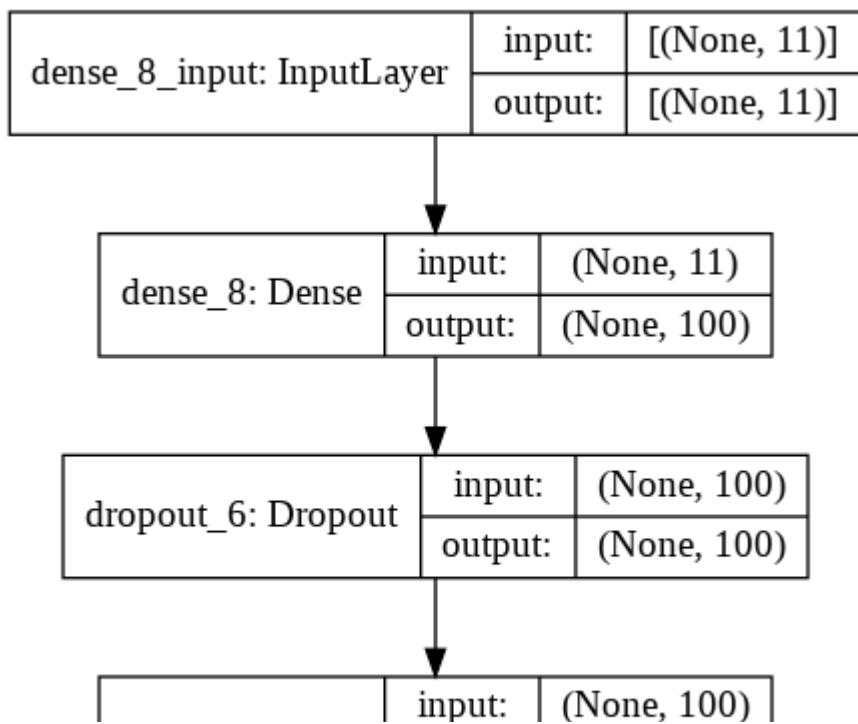 dense_8_input: InputLayer
input: [(None, 11)]
output: [(None, 11)]
dense_8: Dense
input: (None, 11)
output: (None, 100)
dropout_6: Dropout
input: (None, 100)
output: (None, 100)
input: (None, 100)